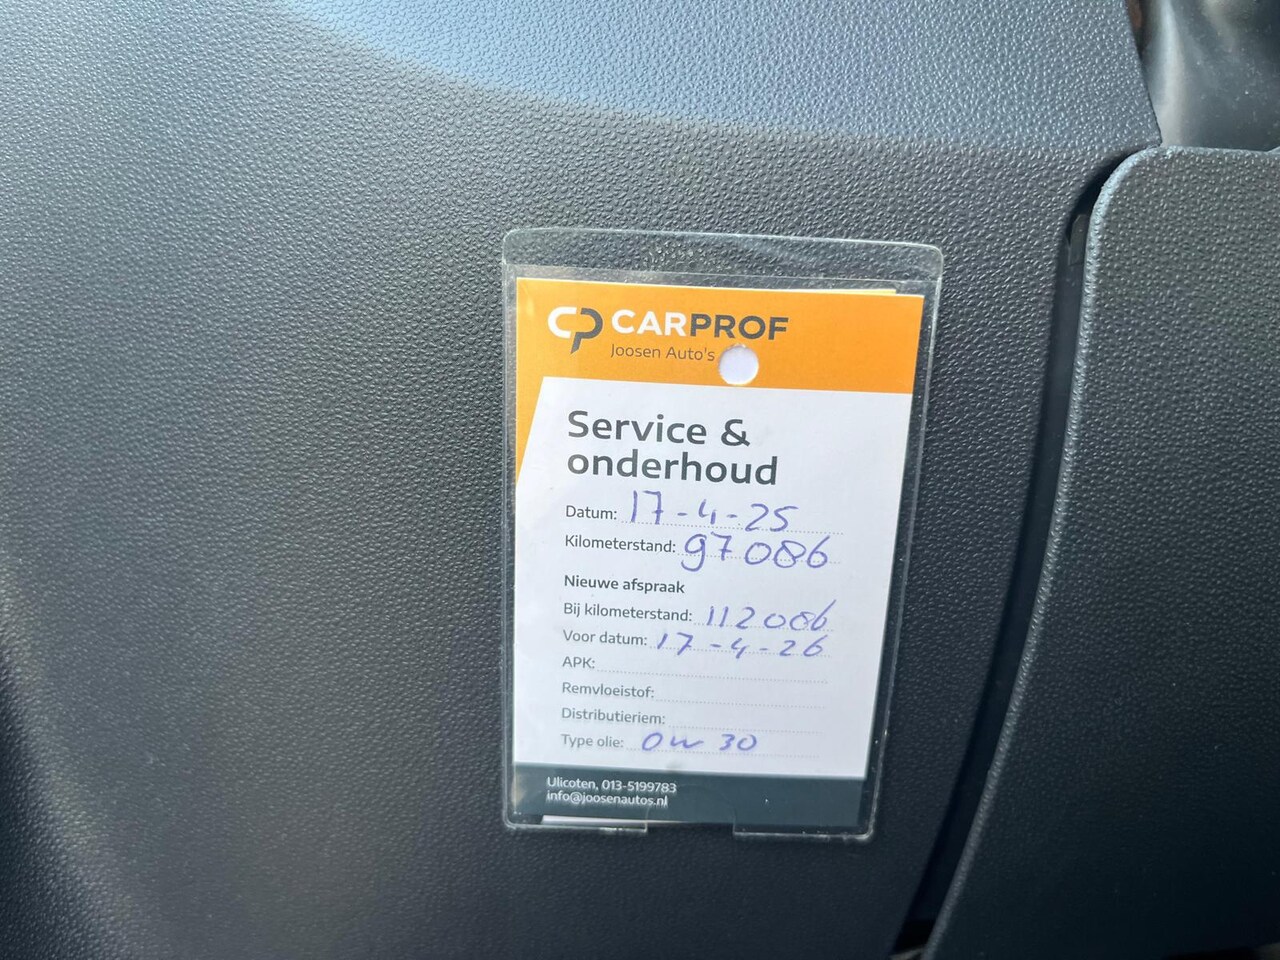 CP CARPROF
Joosen Auto's
Service &
onderhoud
Datum: 17-4-25
Kilometerstand: 97086
Nieuwe afspraak
Bij kilometerstand: 112086
Voor datum: 17-4-26
APK:
Remvloeistof:
Distributieriem:
Type olie: 0w 30
Ulicoten, 013-5199783
info@joosenautos.nl